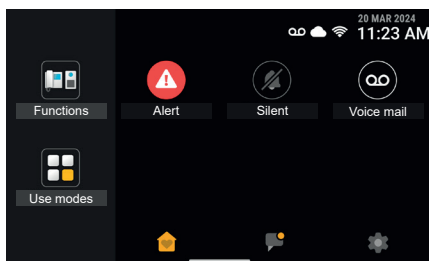 20 MAR 2024
11:23 AM
Functions
Alert
Silent
Voice mail
Use modes